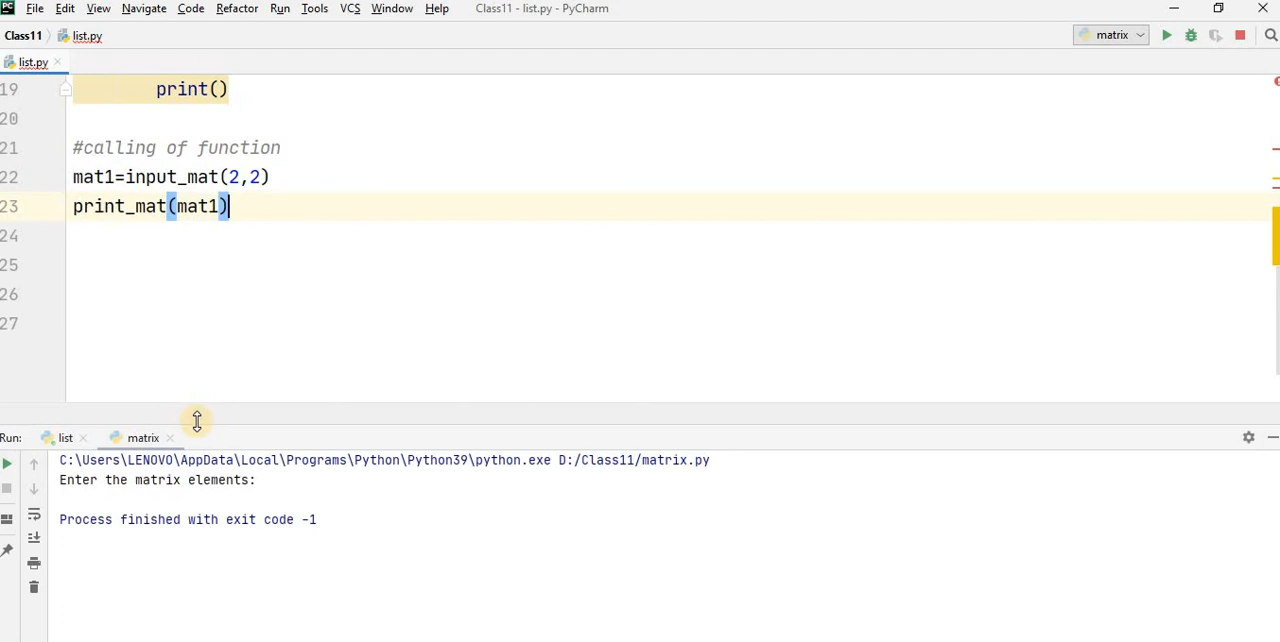 PC File Edit View Navigate Code Refactor Run Tools VCS Window Help Class11 - list.py - PyCharm
Class11 list.py matrix
list.py
19 print()
20
21 #calling of function
22 mat1=input_mat(2,2)
23 print_mat(mat1)
24
25
26
27
Run: list matrix
C:\Users\LENOVO\AppData\Local\Programs\Python\Python39\python.exe D:/Class11/matrix.py
Enter the matrix elements:
Process finished with exit code -1